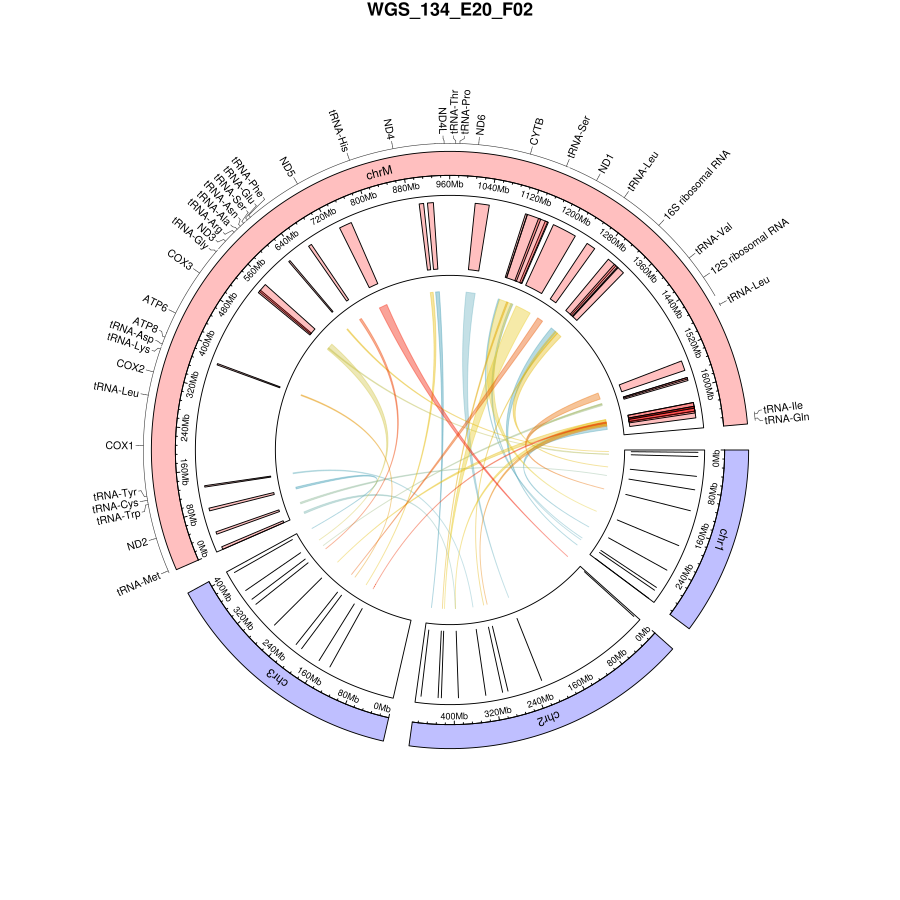 WGS_134_E20_F02
tRNA-Met
ND2
tRNA-Trp
tRNA-Cys
tRNA-Tyr
COX1
tRNA-Leu
COX2
tRNA-Lys
tRNA-Asp
ATP8
ATP6
COX3
tRNA-Gly
ND3
tRNA-Arg
tRNA-Ala
tRNA-Asn
tRNA-Ser
tRNA-Glu
tRNA-Phe
ND5
tRNA-His
ND4
ND4L
tRNA-Thr
tRNA-Pro
ND6
CYTB
tRNA-Ser
ND1
tRNA-Leu
16S ribosomal RNA
tRNA-Val
12S ribosomal RNA
tRNA-Leu
tRNA-Ile
tRNA-Gln
chrM
0Mb
80Mb
160Mb
240Mb
320Mb
400Mb
480Mb
560Mb
640Mb
720Mb
800Mb
880Mb
960Mb
1040Mb
1120Mb
1200Mb
1280Mb
1360Mb
1440Mb
1520Mb
1600Mb
chr1
0Mb
80Mb
160Mb
240Mb
chr2
0Mb
80Mb
160Mb
240Mb
320Mb
400Mb
chr3
0Mb
80Mb
160Mb
240Mb
320Mb
400Mb